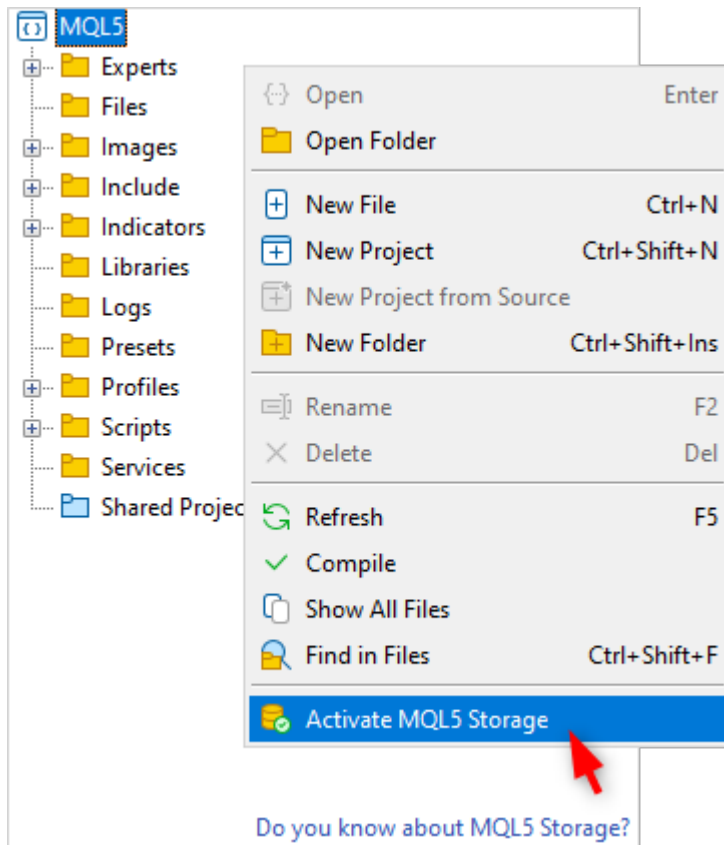 MQL5
Experts
Files
Images
Include
Indicators
Libraries
Logs
Presets
Profiles
Scripts
Services
Shared Projec
Open Enter
Open Folder
New File Ctrl+N
New Project Ctrl+Shift+N
New Project from Source
New Folder Ctrl+Shift+Ins
Rename F2
Delete Del
Refresh F5
Compile
Show All Files
Find in Files Ctrl+Shift+F
Activate MQL5 Storage
Do you know about MQL5 Storage?